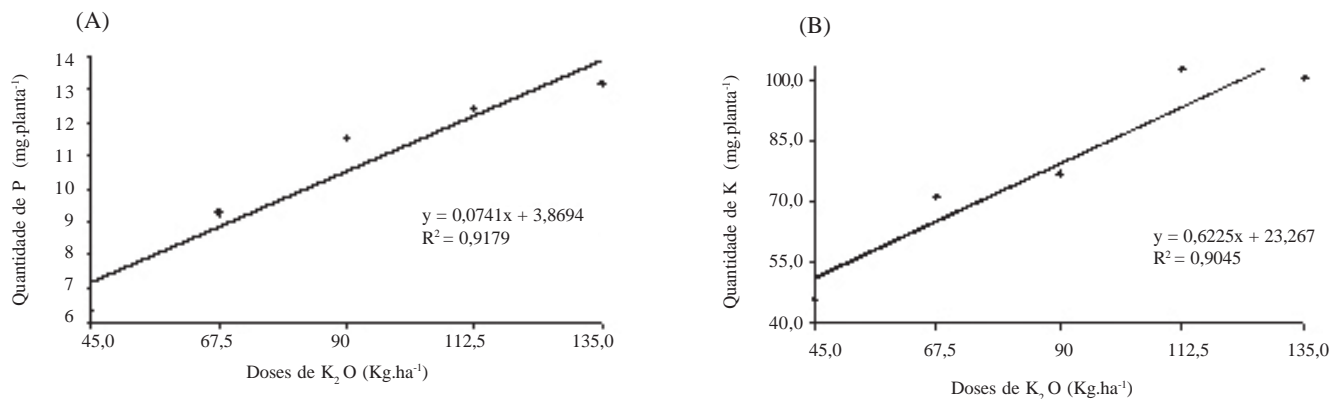 (A)
Quantidade de P (mg.planta⁻¹)
14
13
12
11
10
9
8
7
6
y = 0,0741x + 3,8694
R² = 0,9179
45,0 67,5 90 112,5 135,0
Doses de K₂O (Kg.ha⁻¹)
(B)
Quantidade de K (mg.planta⁻¹)
100,0
85,0
70,0
55,0
40,0
y = 0,6225x + 23,267
R² = 0,9045
45,0 67,5 90 112,5 135,0
Doses de K₂O (Kg.ha⁻¹)